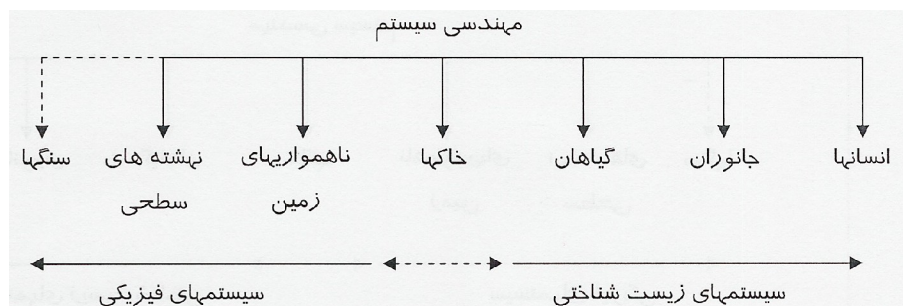 مهندسی سیستم
انسانها جانوران گیاهان خاکها ناهمواریهای نهشته های سنگها
زمین سطحی
سیستمهای زیست شناختی سیستمهای فیزیکی